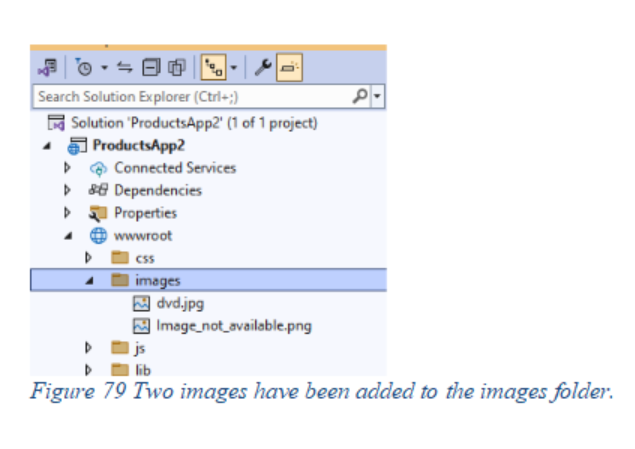 Search Solution Explorer (Ctrl+;)
Solution 'ProductsApp2' (1 of 1 project)
ProductsApp2
Connected Services
Dependencies
Properties
wwwroot
css
images
dvd.jpg
Image_not_available.png
js
lib
Figure 79 Two images have been added to the images folder.